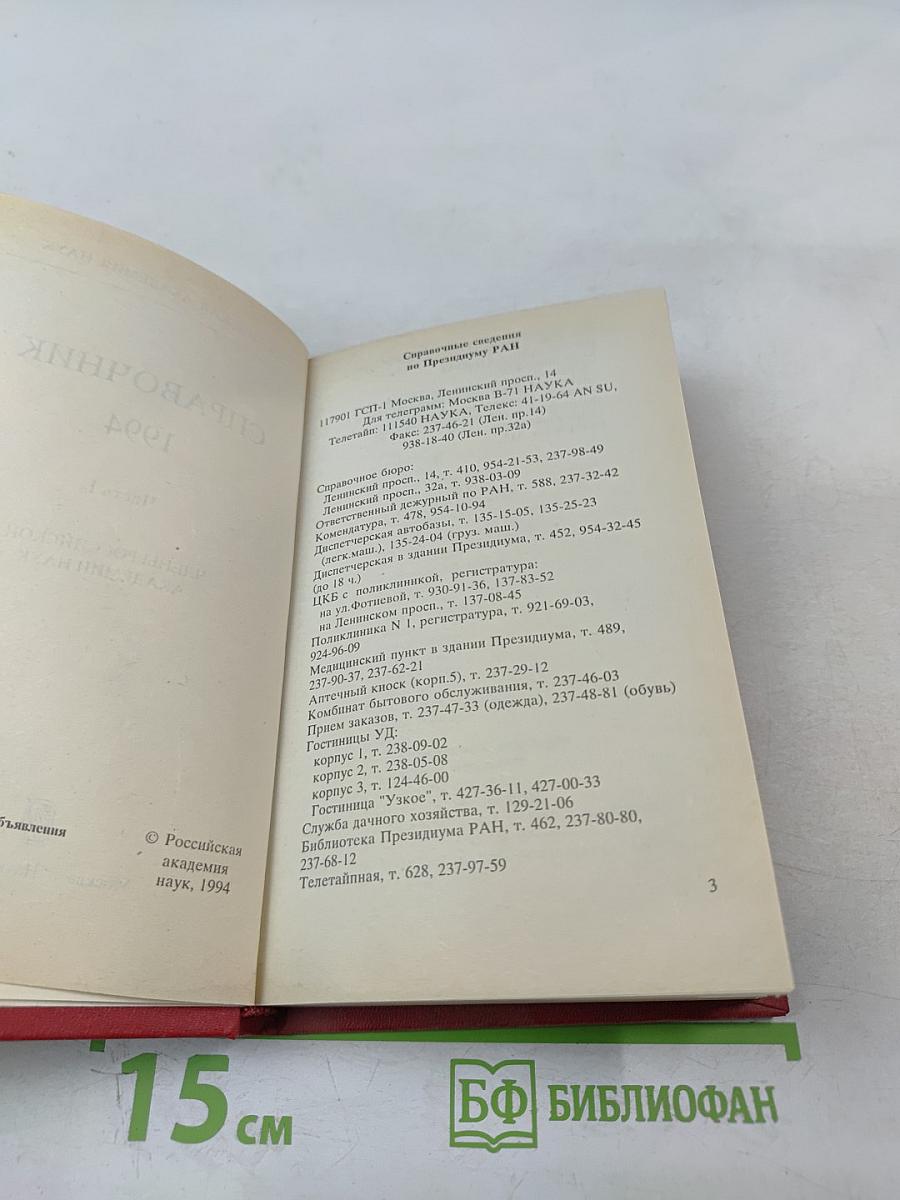 бъявления
© Российская
академия
наук, 1994
Справочные сведения
по Президиуму РАН
117901 ГСП-1 Москва, Ленинский просп., 14
Для телеграмм: Москва В-71 НАУКА
Телетайп: 111540 НАУКА, Телекс: 41-19-64 AN SU,
Факс: 237-46-21 (Лен. пр.14)
938-18-40 (Лен. пр.32а)
Справочное бюро:
Ленинский просп., 14, т. 410, 954-21-53, 237-98-49
Ленинский просп., 32а, т. 938-03-09
Ответственный дежурный по РАН, т. 588, 237-32-42
Комендатура, т. 478, 954-10-94
Диспетчерская автобазы, т. 135-15-05, 135-25-23
(легк.маш.), 135-24-04 (груз. маш.)
Диспетчерская в здании Президиума, т. 452, 954-32-45
(до 18 ч.)
ЦКБ с поликлиникой, регистратура:
на ул.Фотиевой, т. 930-91-36, 137-83-52
на Ленинском просп., т. 137-08-45
Поликлиника N 1, регистратура, т. 921-69-03,
924-96-09
Медицинский пункт в здании Президиума, т. 489,
237-90-37, 237-62-21
Аптечный киоск (корп.5), т. 237-29-12
Комбинат бытового обслуживания, т. 237-46-03
Прием заказов, т. 237-47-33 (одежда), 237-48-81 (обувь)
Гостиницы УД:
корпус 1, т. 238-09-02
корпус 2, т. 238-05-08
корпус 3, т. 124-46-00
Гостиница "Узкое", т. 427-36-11, 427-00-33
Служба дачного хозяйства, т. 129-21-06
Библиотека Президиума РАН, т. 462, 237-80-80,
237-68-12
Телетайпная, т. 628, 237-97-59
3
15 см
БФ БИБЛИОФАН